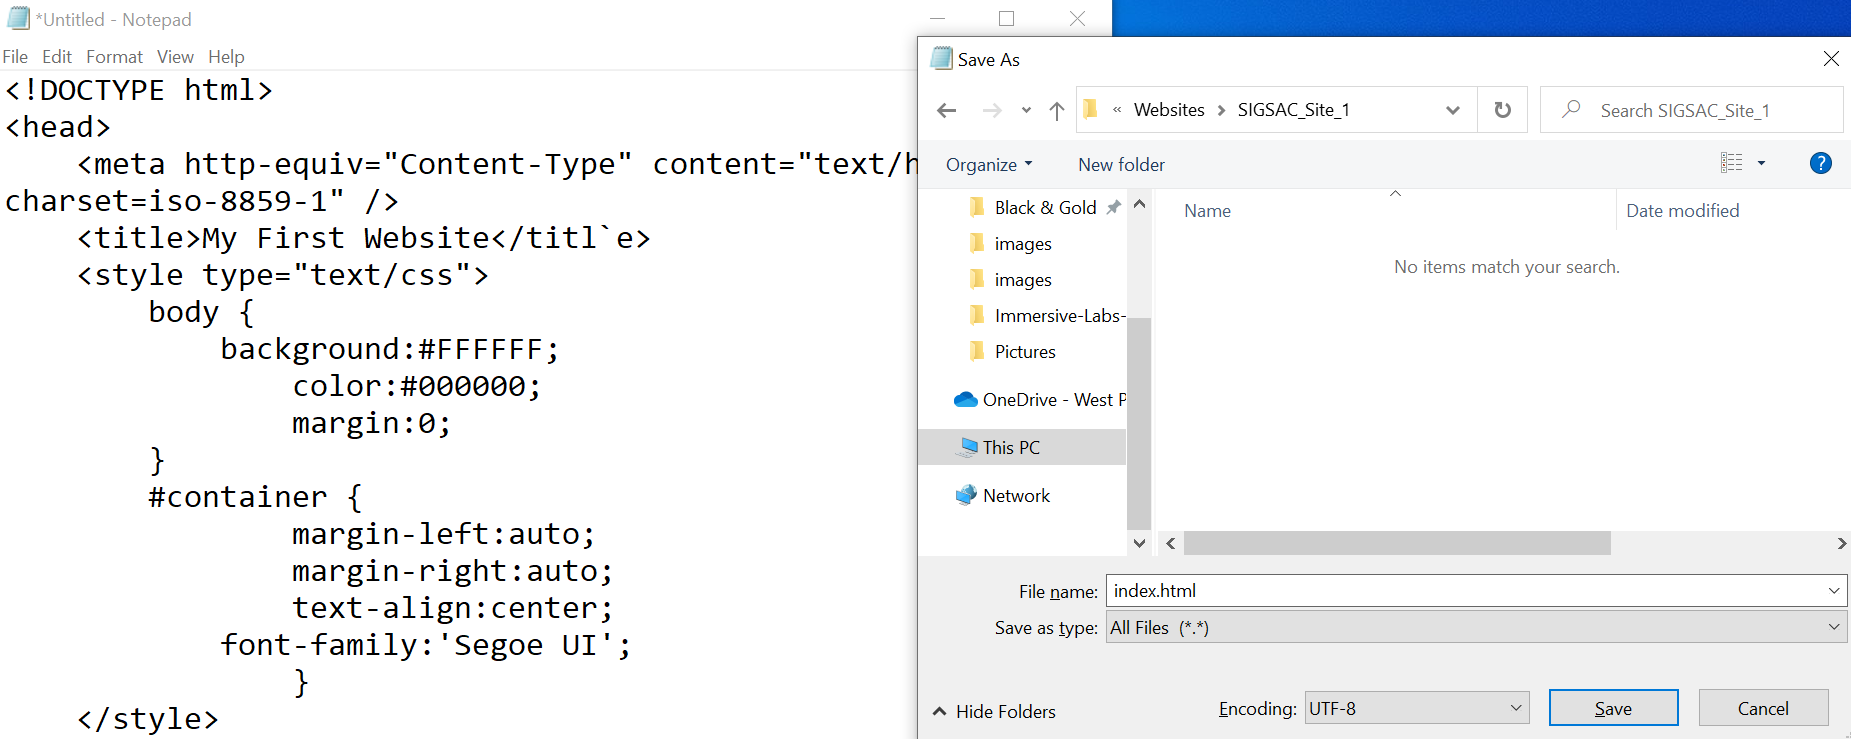 *Untitled - Notepad
File Edit Format View Help
<!DOCTYPE html>
<head>
    <meta http-equiv="Content-Type" content="text/h
charset=iso-8859-1" />
    <title>My First Website</titl`e>
    <style type="text/css">
        body {
            background:#FFFFFF;
                color:#000000;
                margin:0;
        }
        #container {
                margin-left:auto;
                margin-right:auto;
                text-align:center;
            font-family:'Segoe UI';
                }
    </style>
Save As
« Websites > SIGSAC_Site_1
Search SIGSAC_Site_1
Organize New folder
Name Date modified
Black & Gold
images
images
Immersive-Labs-
Pictures
OneDrive - West P
This PC
Network
No items match your search.
File name: index.html
Save as type: All Files (*.*)
Hide Folders Encoding: UTF-8 Save Cancel